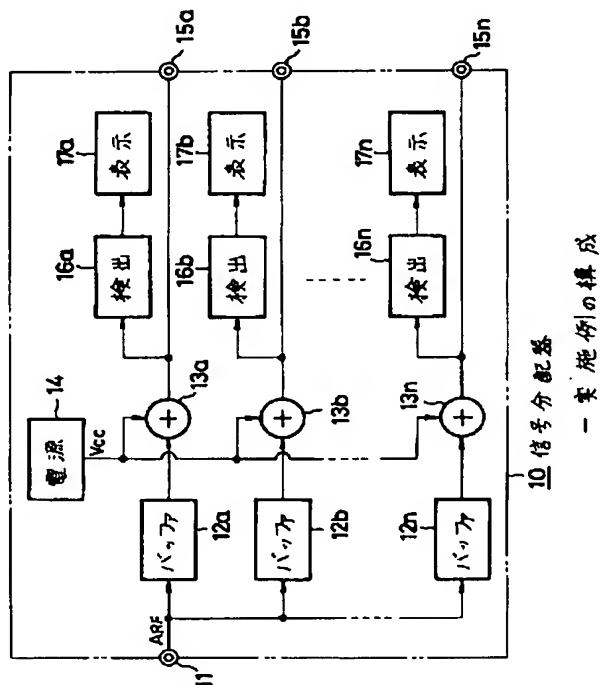 15a
15b
15n
17a
表示
17b
表示
17n
表示
16a
検出
16b
検出
16n
検出
13a
+
13b
+
13n
+
14
電源
Vcc
12a
バッファ
12b
バッファ
12n
バッファ
ARF
11
10 信号分配器
一実施例の構成